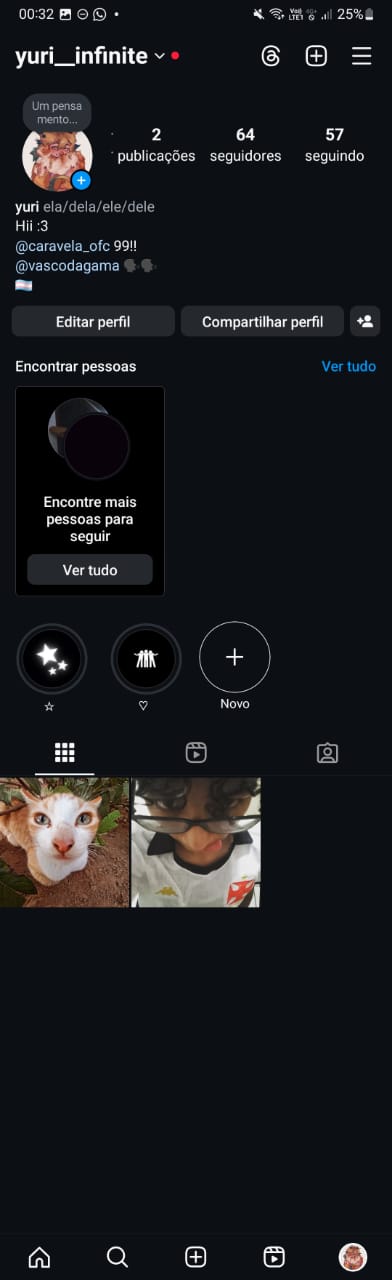 00:32
VoD LTE1 4G+ 25%
yuri__infinite
Um pensa
mento...
2 64 57
publicações seguidores seguindo
yuri ela/dela/ele/dele
Hii :3
@caravela_ofc 99!!
@vascodagama 🗣🗣
🏳️‍⚧️
Editar perfil Compartilhar perfil
Encontrar pessoas Ver tudo
Encontre mais
pessoas para
seguir
Ver tudo
☆ ♡ Novo